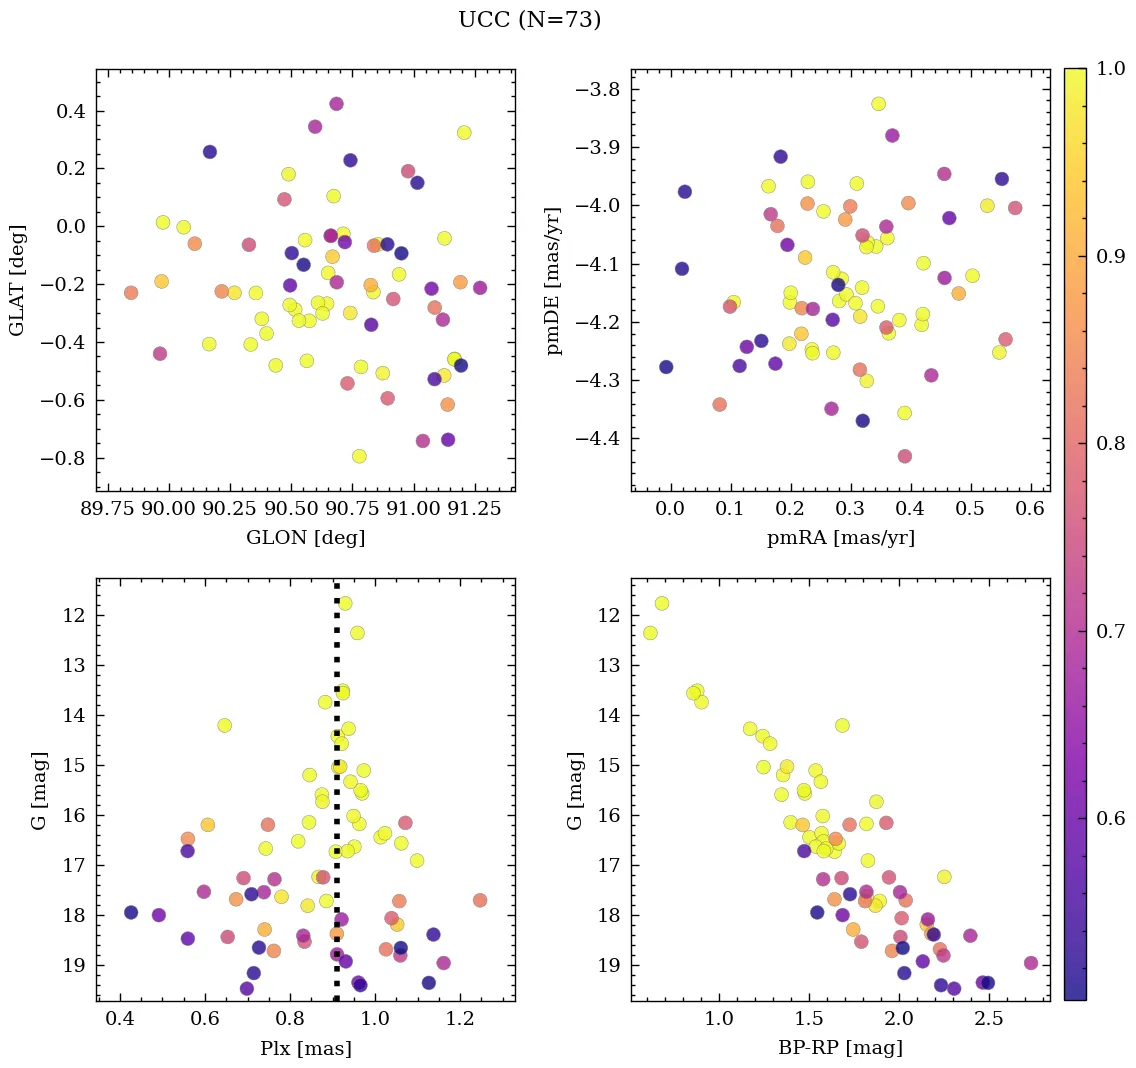 UCC (N=73)
0.4
0.2
0.0
−0.2
−0.4
−0.6
−0.8
GLAT [deg]
89.75 90.00 90.25 90.50 90.75 91.00 91.25
GLON [deg]
−3.8
−3.9
−4.0
−4.1
−4.2
−4.3
−4.4
pmDE [mas/yr]
0.0 0.1 0.2 0.3 0.4 0.5 0.6
pmRA [mas/yr]
12
13
14
15
16
17
18
19
G [mag]
0.4 0.6 0.8 1.0 1.2
Plx [mas]
12
13
14
15
16
17
18
19
G [mag]
1.0 1.5 2.0 2.5
BP-RP [mag]
1.0
0.9
0.8
0.7
0.6